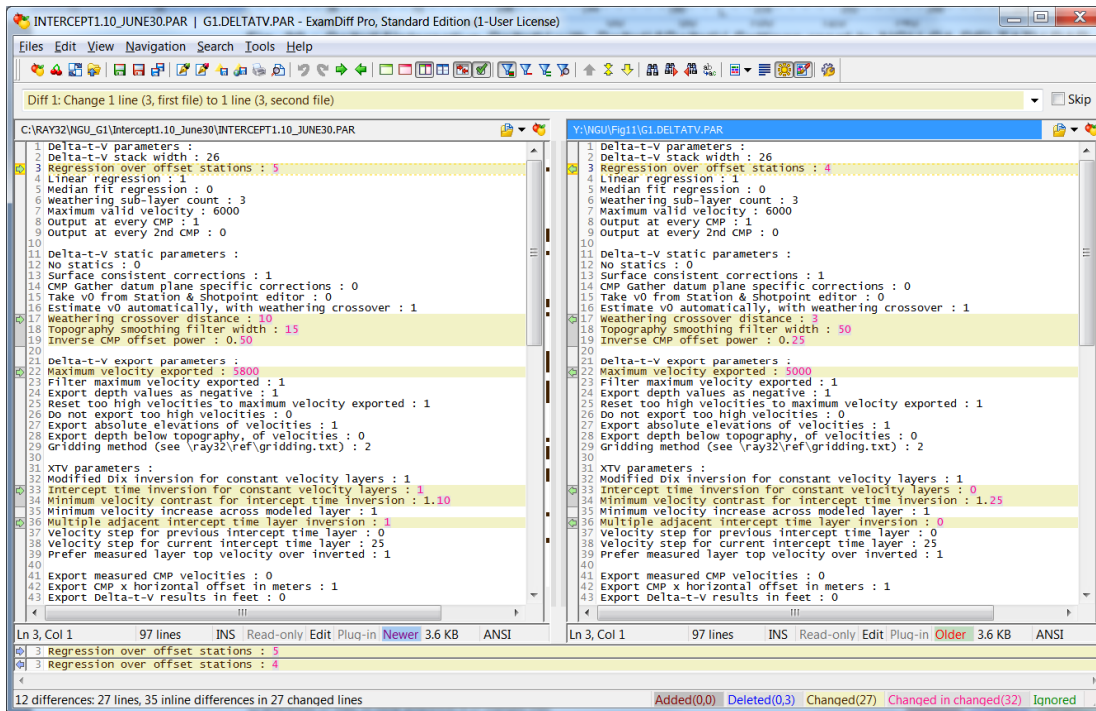 INTERCEPT1.10_JUNE30.PAR | G1.DELTATV.PAR - ExamDiff Pro, Standard Edition (1-User License)
Files Edit View Navigation Search Tools Help
Diff 1: Change 1 line (3, first file) to 1 line (3, second file)
Skip
C:\RAY32\NGU_G1\Intercept1.10_June30\INTERCEPT1.10_JUNE30.PAR
1 Delta-t-V parameters :
2 Delta-t-V stack width : 26
3 Regression over offset stations : 5
4 Linear regression : 1
5 Median fit regression : 0
6 Weathering sub-layer count : 3
7 Maximum valid velocity : 6000
8 Output at every CMP : 1
9 Output at every 2nd CMP : 0
10
11 Delta-t-V static parameters :
12 No statics : 0
13 Surface consistent corrections : 1
14 CMP Gather datum plane specific corrections : 0
15 Take v0 from Station & Shotpoint editor : 0
16 Estimate v0 automatically, with weathering crossover : 1
17 Weathering crossover distance : 10
18 Topography smoothing filter width : 15
19 Inverse CMP offset power : 0.50
20
21 Delta-t-V export parameters :
22 Maximum velocity exported : 5800
23 Filter maximum velocity exported : 1
24 Export depth values as negative : 1
25 Reset too high velocities to maximum velocity exported : 1
26 Do not export too high velocities : 0
27 Export absolute elevations of velocities : 1
28 Export depth below topography, of velocities : 0
29 Gridding method (see \ray32\ref\gridding.txt) : 2
30
31 XTV parameters :
32 Modified Dix inversion for constant velocity layers : 1
33 Intercept time inversion for constant velocity layers : 1
34 Minimum velocity contrast for intercept time inversion : 1.10
35 Minimum velocity increase across modeled layer : 1
36 Multiple adjacent intercept time layer inversion : 1
37 Velocity step for previous intercept time layer : 0
38 Velocity step for current intercept time layer : 25
39 Prefer measured layer top velocity over inverted : 1
40
41 Export measured CMP velocities : 0
42 Export CMP x horizontal offset in meters : 1
43 Export Delta-t-V results in feet : 0
Ln 3, Col 1 97 lines INS Read-only Edit Plug-in Newer 3.6 KB ANSI
Y:\NGU\Fig11\G1.DELTATV.PAR
1 Delta-t-V parameters :
2 Delta-t-V stack width : 26
3 Regression over offset stations : 4
4 Linear regression : 1
5 Median fit regression : 0
6 Weathering sub-layer count : 3
7 Maximum valid velocity : 6000
8 Output at every CMP : 1
9 Output at every 2nd CMP : 0
10
11 Delta-t-V static parameters :
12 No statics : 0
13 Surface consistent corrections : 1
14 CMP Gather datum plane specific corrections : 0
15 Take v0 from Station & Shotpoint editor : 0
16 Estimate v0 automatically, with weathering crossover : 1
17 Weathering crossover distance : 3
18 Topography smoothing filter width : 50
19 Inverse CMP offset power : 0.25
20
21 Delta-t-V export parameters :
22 Maximum velocity exported : 5000
23 Filter maximum velocity exported : 1
24 Export depth values as negative : 1
25 Reset too high velocities to maximum velocity exported : 1
26 Do not export too high velocities : 0
27 Export absolute elevations of velocities : 1
28 Export depth below topography, of velocities : 0
29 Gridding method (see \ray32\ref\gridding.txt) : 2
30
31 XTV parameters :
32 Modified Dix inversion for constant velocity layers : 1
33 Intercept time inversion for constant velocity layers : 0
34 Minimum velocity contrast for intercept time inversion : 1.25
35 Minimum velocity increase across modeled layer : 1
36 Multiple adjacent intercept time layer inversion : 0
37 Velocity step for previous intercept time layer : 0
38 Velocity step for current intercept time layer : 25
39 Prefer measured layer top velocity over inverted : 1
40
41 Export measured CMP velocities : 0
42 Export CMP x horizontal offset in meters : 1
43 Export Delta-t-V results in feet : 0
Ln 3, Col 1 97 lines INS Read-only Edit Plug-in Older 3.6 KB ANSI
3 Regression over offset stations : 5
3 Regression over offset stations : 4
12 differences: 27 lines, 35 inline differences in 27 changed lines Added(0,0) Deleted(0,3) Changed(27) Changed in changed(32) Ignored